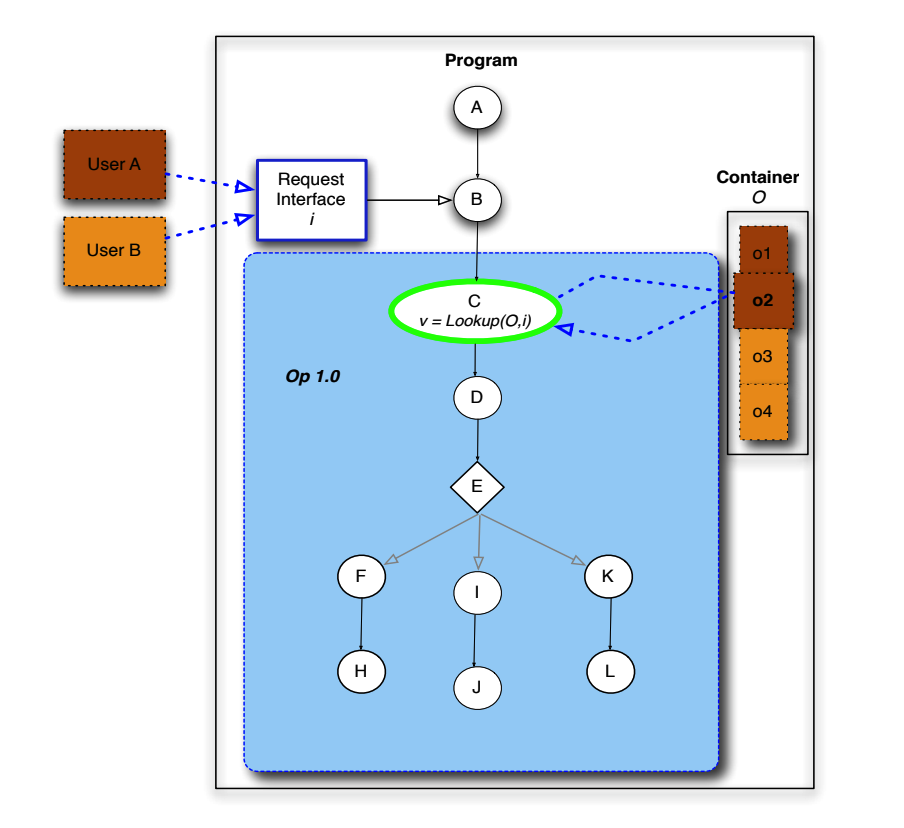 Program
A
User A
Request
Interface
i
B
Container
O
User B
o1
C
v = Lookup(O,i)
o2
Op 1.0
o3
D
o4
E
F
I
K
H
J
L